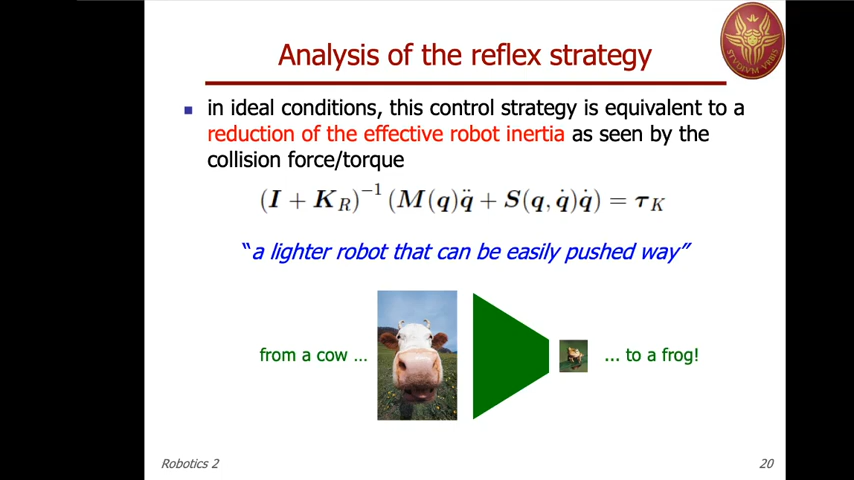 Analysis of the reflex strategy
STVDIVM VRBIS
in ideal conditions, this control strategy is equivalent to a
reduction of the effective robot inertia as seen by the
collision force/torque
(I + K_R)^{-1} (M(q)q̈ + S(q, q̇)q̇) = τ_K
“a lighter robot that can be easily pushed way”
from a cow …
... to a frog!
Robotics 2
20